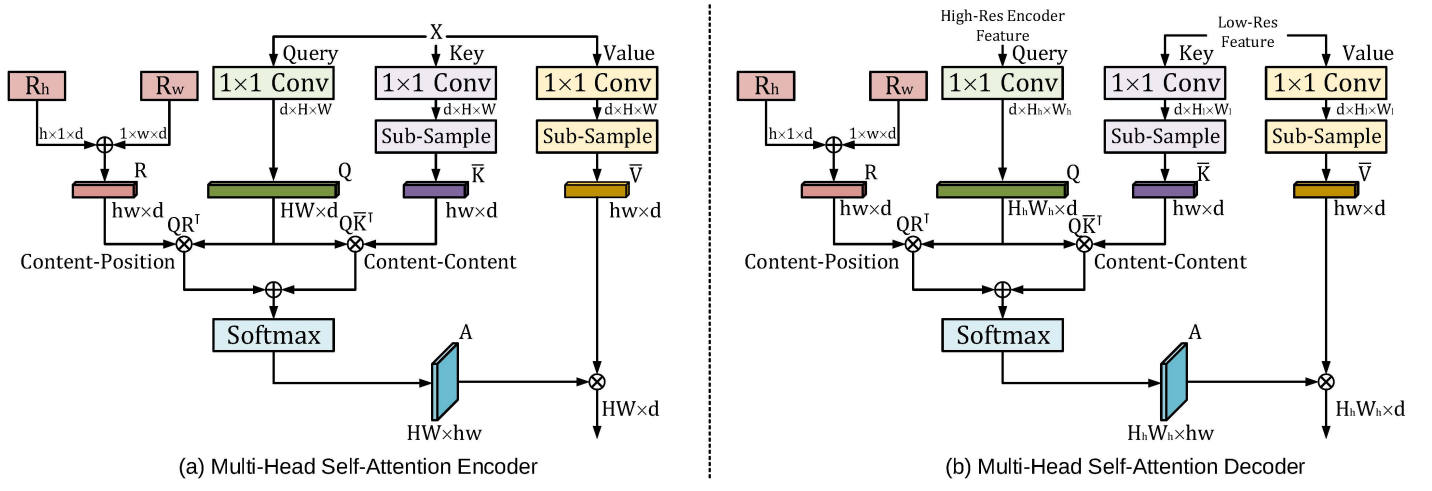 X
Query
Key
Value
1×1 Conv
1×1 Conv
1×1 Conv
Rh
Rw
d×H×W
d×H×W
d×H×W
Sub-Sample
Sub-Sample
h×1×d
1×w×d
R
Q
K̅
V̅
hw×d
HW×d
hw×d
hw×d
QRᵀ
QK̅ᵀ
Content-Position
Content-Content
Softmax
A
HW×d
HW×hw
(a) Multi-Head Self-Attention Encoder
High-Res Encoder
Feature
Low-Res
Feature
Query
Key
Value
1×1 Conv
1×1 Conv
1×1 Conv
Rh
Rw
d×Hₕ×Wₕ
d×Hₗ×Wₗ
d×Hₗ×Wₗ
Sub-Sample
Sub-Sample
h×1×d
1×w×d
R
Q
K̅
V̅
hw×d
HₕWₕ×d
hw×d
hw×d
QRᵀ
QK̅ᵀ
Content-Position
Content-Content
Softmax
A
HₕWₕ×d
HₕWₕ×hw
(b) Multi-Head Self-Attention Decoder